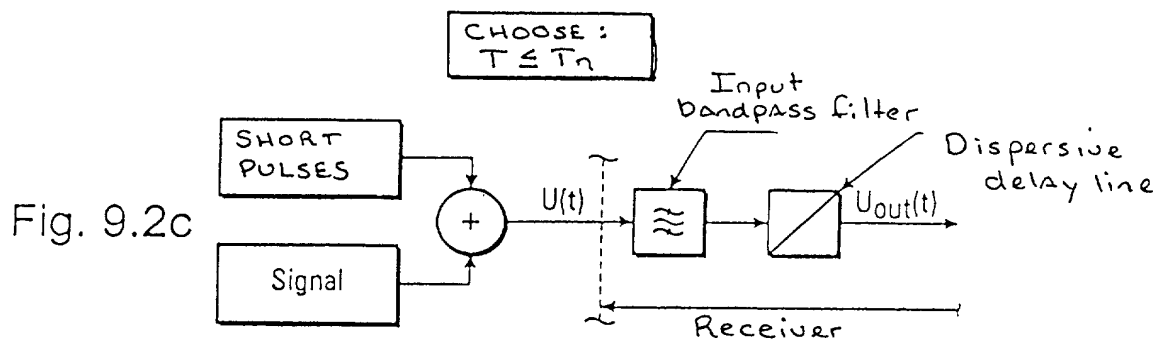 CHOOSE:
T ≤ Tn
Input
bandpass filter
SHORT
PULSES
Dispersive
delay line
U(t)
Uout(t)
+
Fig. 9.2c
Signal
Receiver